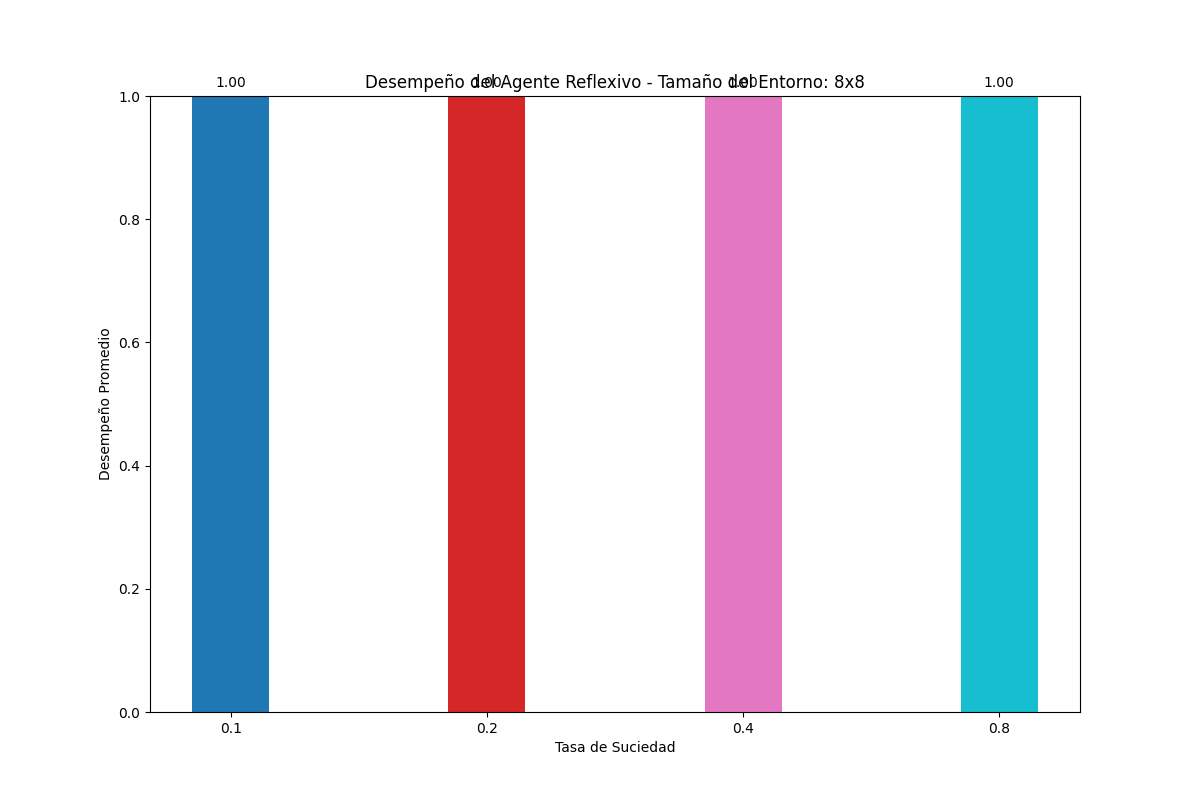 Desempeño del Agente Reflexivo - Tamaño del Entorno: 8x8
1.00 1.00 1.00 1.00
1.0
0.8
0.6
0.4
0.2
0.0
Desempeño Promedio
0.1 0.2 0.4 0.8
Tasa de Suciedad